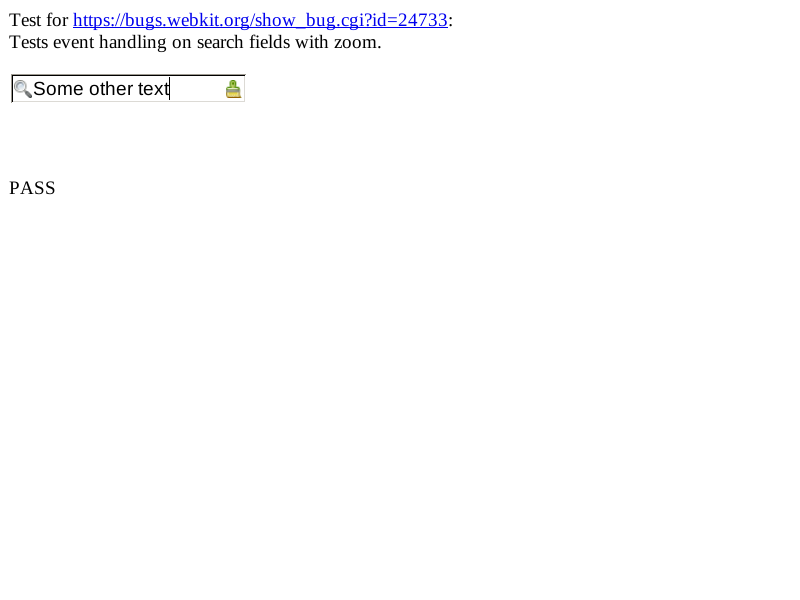 Test for https://bugs.webkit.org/show_bug.cgi?id=24733:
Tests event handling on search fields with zoom.
Some other text
PASS